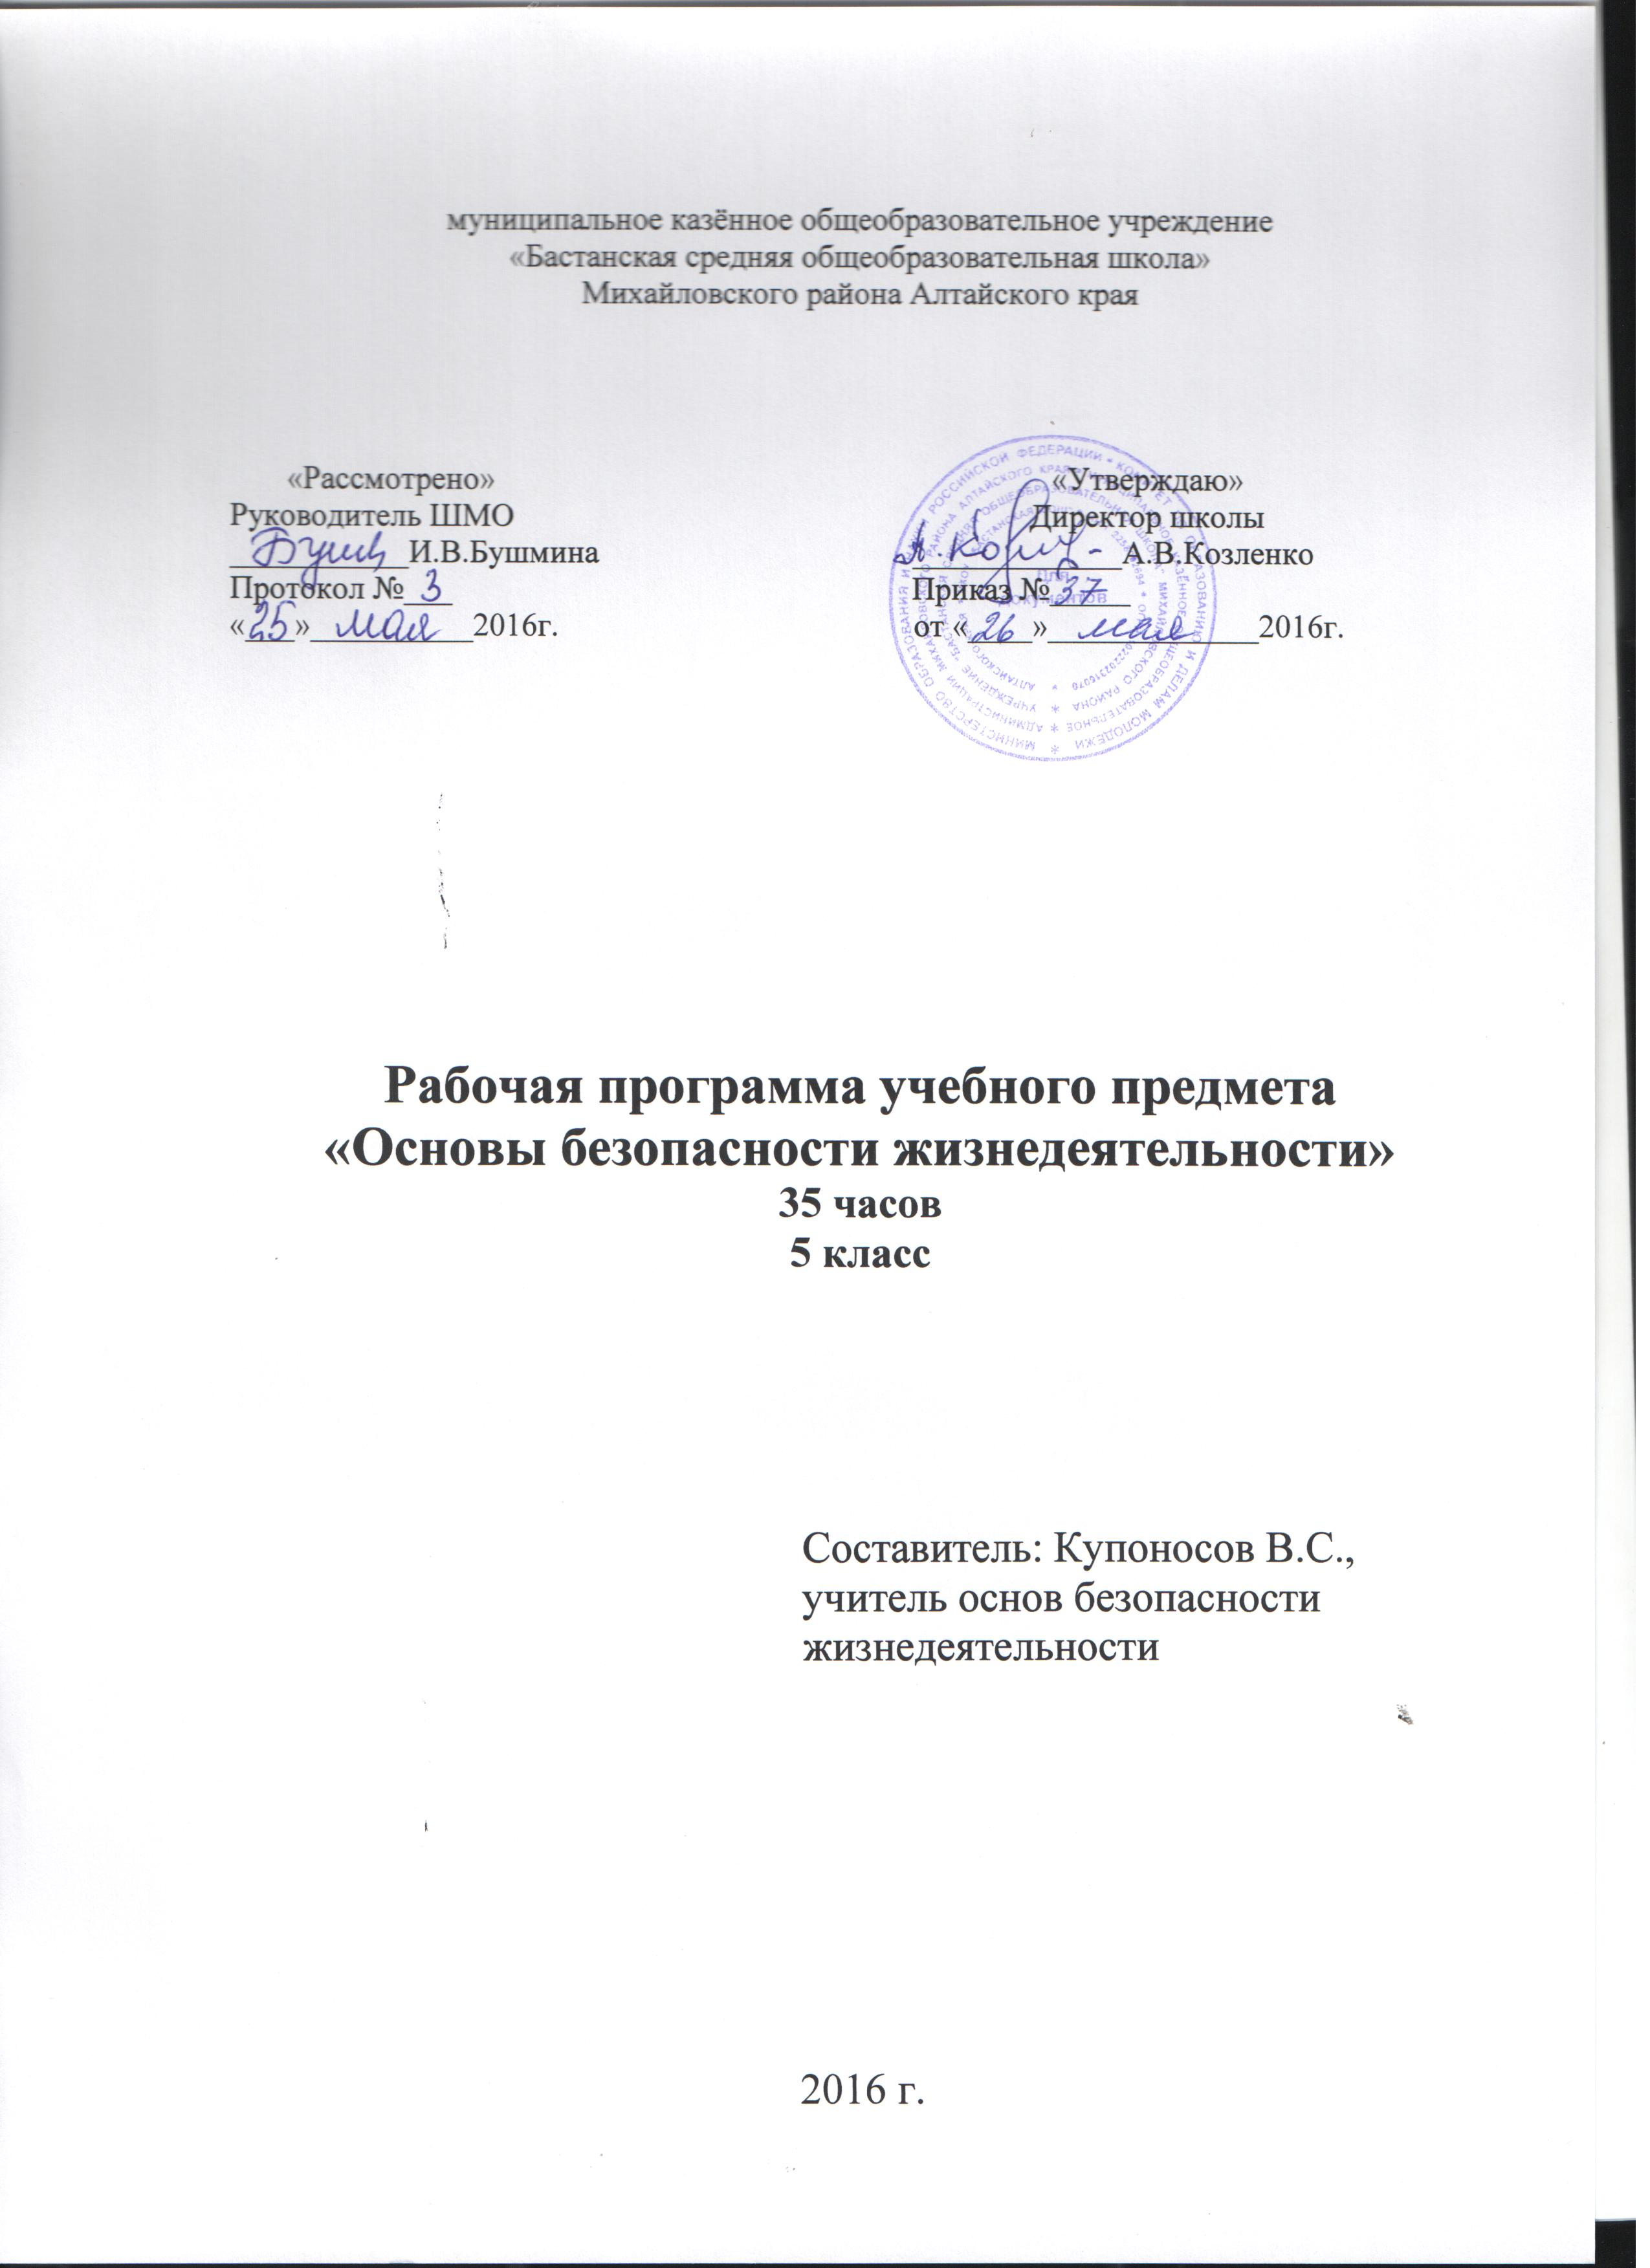 муниципальное казённое общеобразовательное учреждение
«Бастанская средняя общеобразовательная школа»
Михайловского района Алтайского края
«Рассмотрено»
Руководитель ШМО
И.В.Бушмина
Протокол № 3
«25» мая 2016г.
«Утверждаю»
Директор школы
А.В.Козленко
Приказ № 37
от «26» мая 2016г.
Для
документов
Рабочая программа учебного предмета
«Основы безопасности жизнедеятельности»
35 часов
5 класс
Составитель: Купоносов В.С.,
учитель основ безопасности
жизнедеятельности
2016 г.